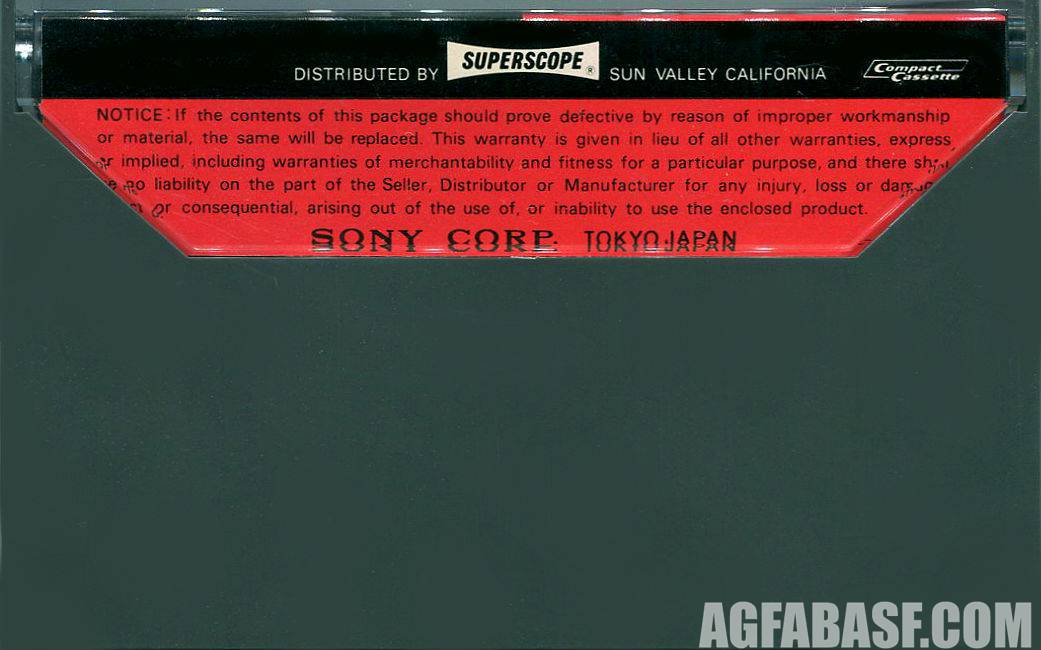 DISTRIBUTED BY SUPERSCOPE® SUN VALLEY CALIFORNIA Compact Cassette
NOTICE: If the contents of this package should prove defective by reason of improper workmanship
or material, the same will be replaced. This warranty is given in lieu of all other warranties, express
or implied, including warranties of merchantability and fitness for a particular purpose, and there
no liability on the part of the Seller, Distributor or Manufacturer for any injury, loss or
or consequential, arising out of the use of, or inability to use the enclosed product.
SONY CORP. TOKYO JAPAN
AGFABASF.COM